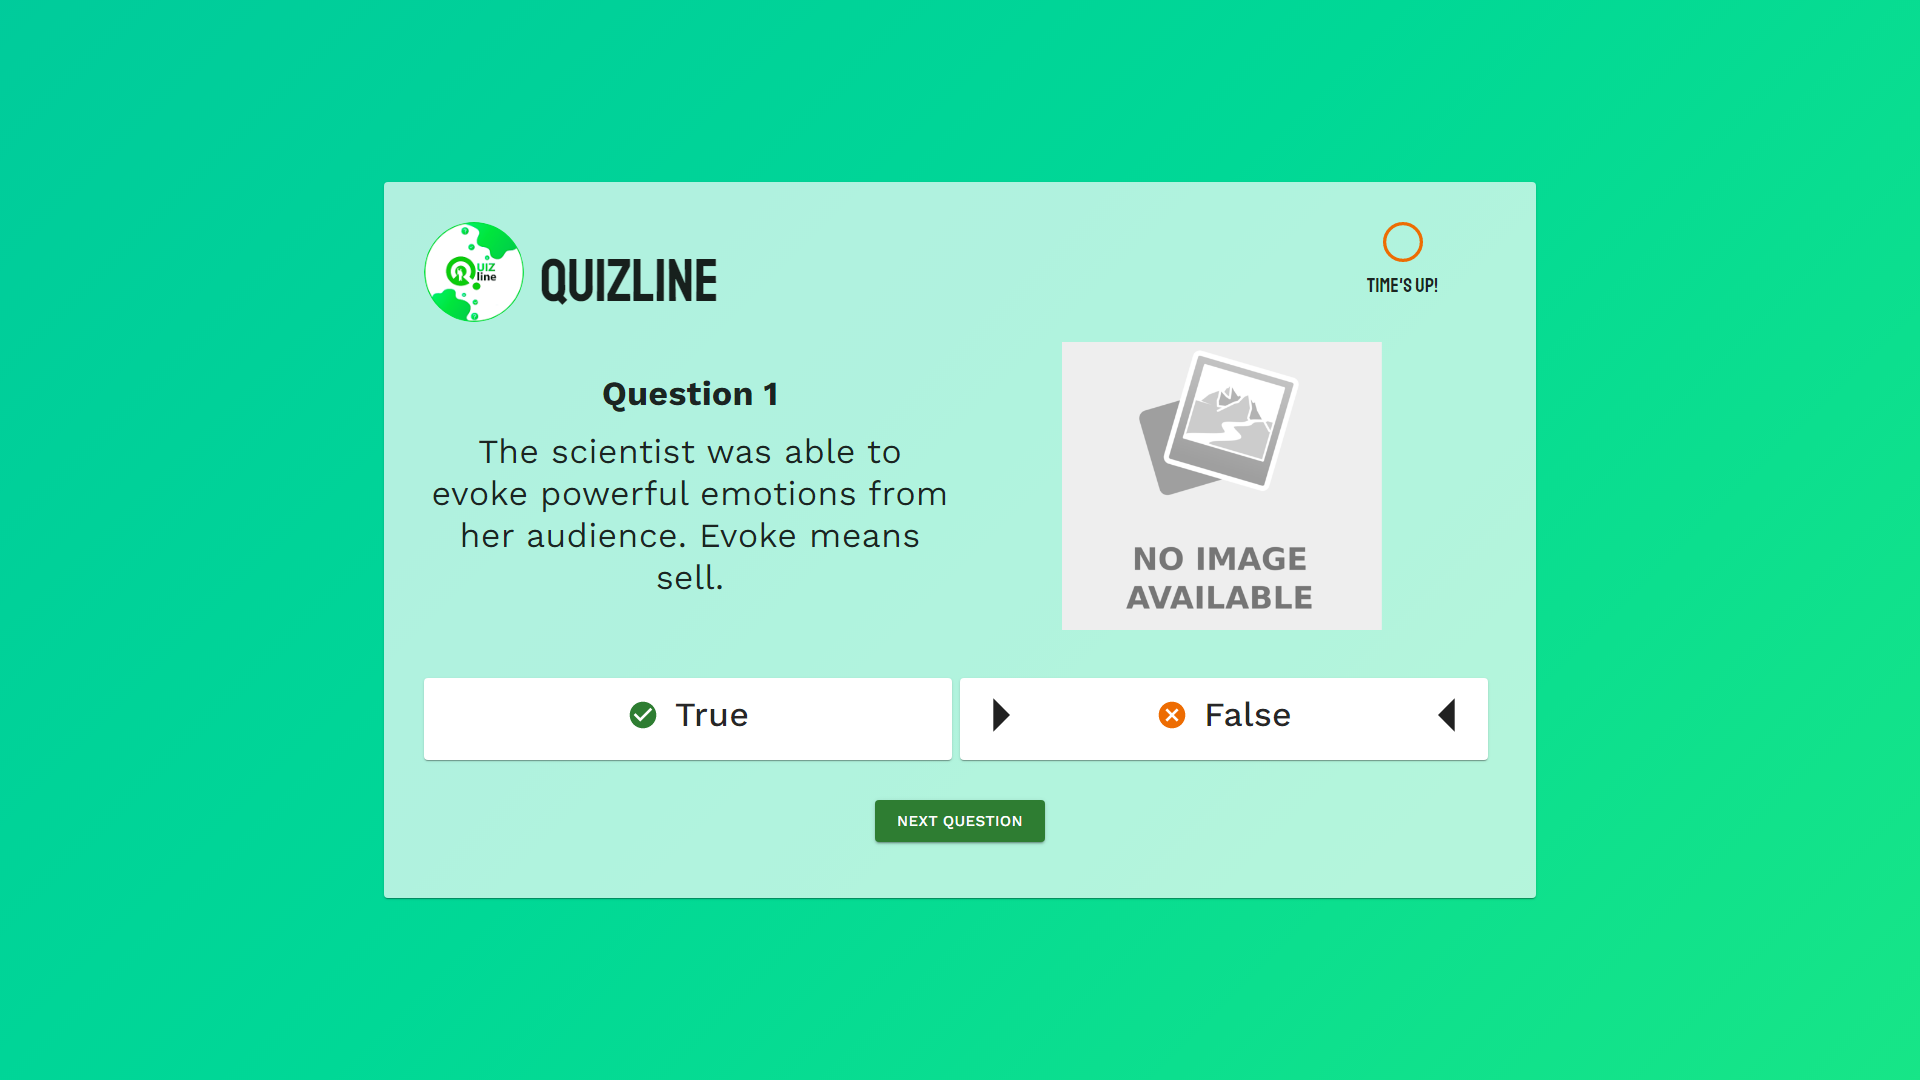 UIZ
line
QUIZLINE
TIME'S UP!
Question 1
The scientist was able to
evoke powerful emotions from
her audience. Evoke means
sell.
NO IMAGE
AVAILABLE
True
False
NEXT QUESTION